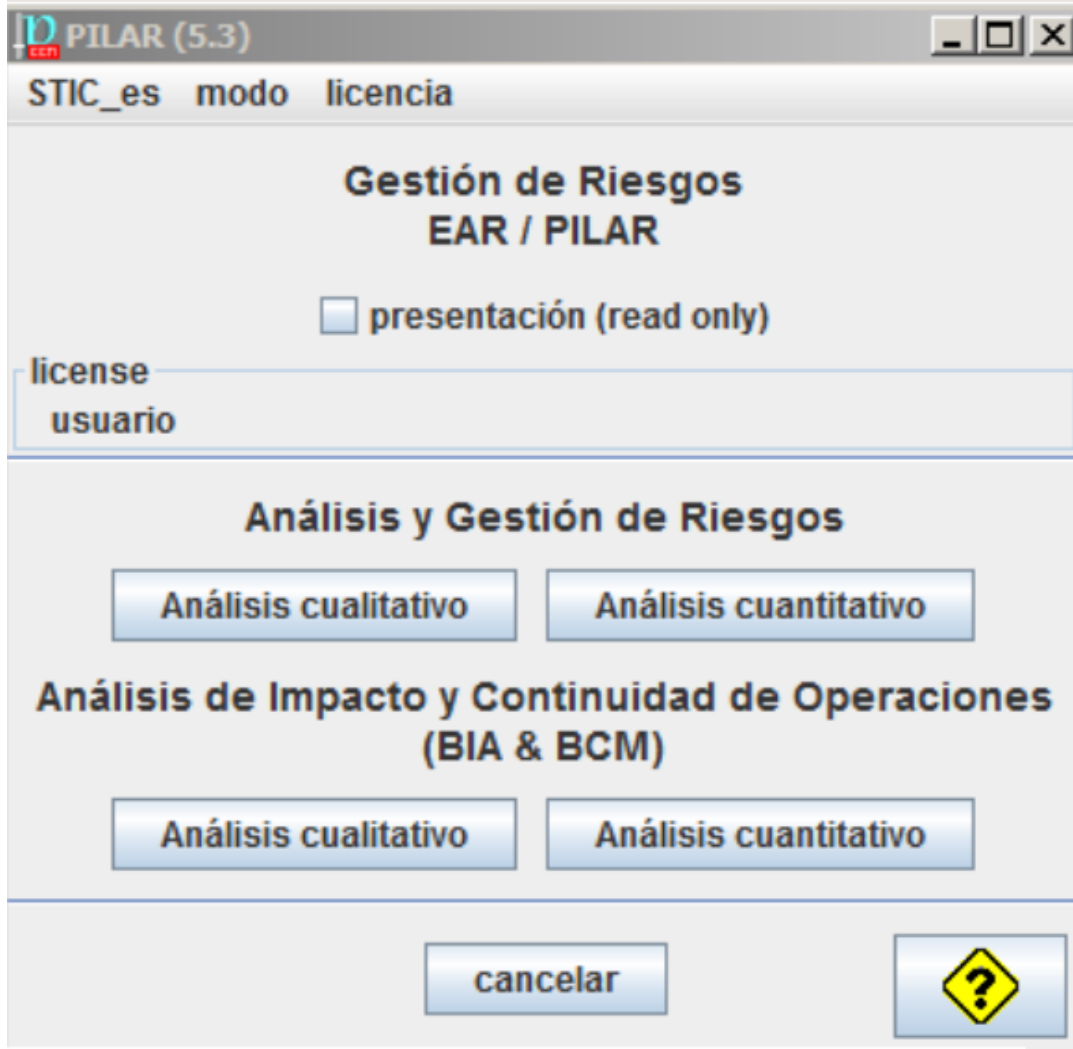 PILAR (5.3)
STIC_es modo licencia
Gestión de Riesgos
EAR / PILAR
presentación (read only)
license
usuario
Análisis y Gestión de Riesgos
Análisis cualitativo Análisis cuantitativo
Análisis de Impacto y Continuidad de Operaciones
(BIA & BCM)
Análisis cualitativo Análisis cuantitativo
cancelar ?